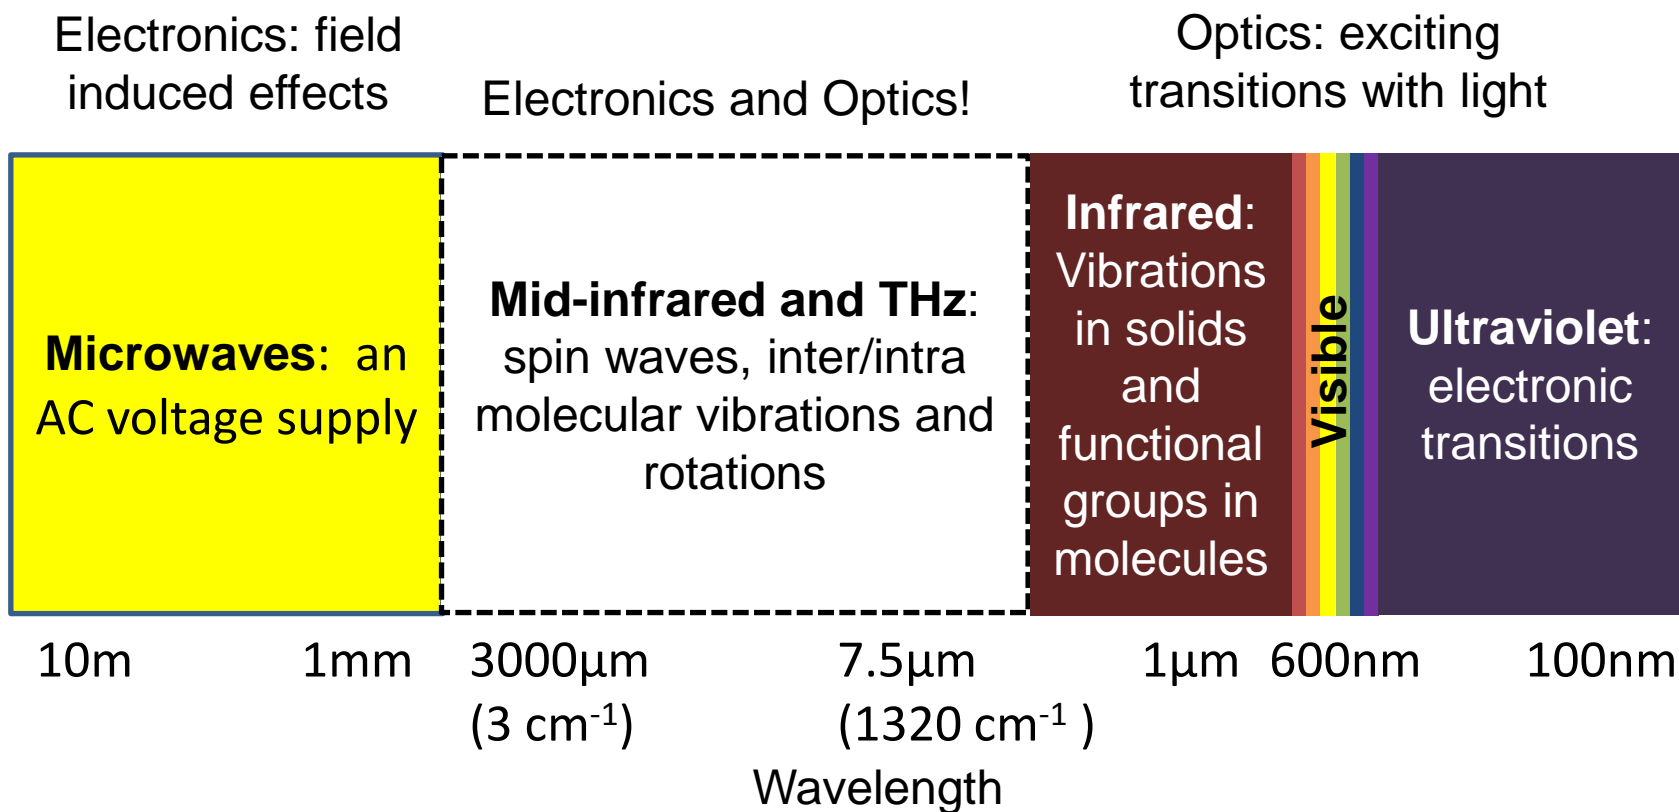 Electronics: field
induced effects
Electronics and Optics!
Optics: exciting
transitions with light
Microwaves: an
AC voltage supply
Mid-infrared and THz:
spin waves, inter/intra
molecular vibrations and
rotations
Infrared:
Vibrations
in solids
and
functional
groups in
molecules
Visible
Ultraviolet:
electronic
transitions
10m 1mm 3000µm 7.5µm 1µm 600nm 100nm
(3 cm⁻¹) (1320 cm⁻¹ )
Wavelength